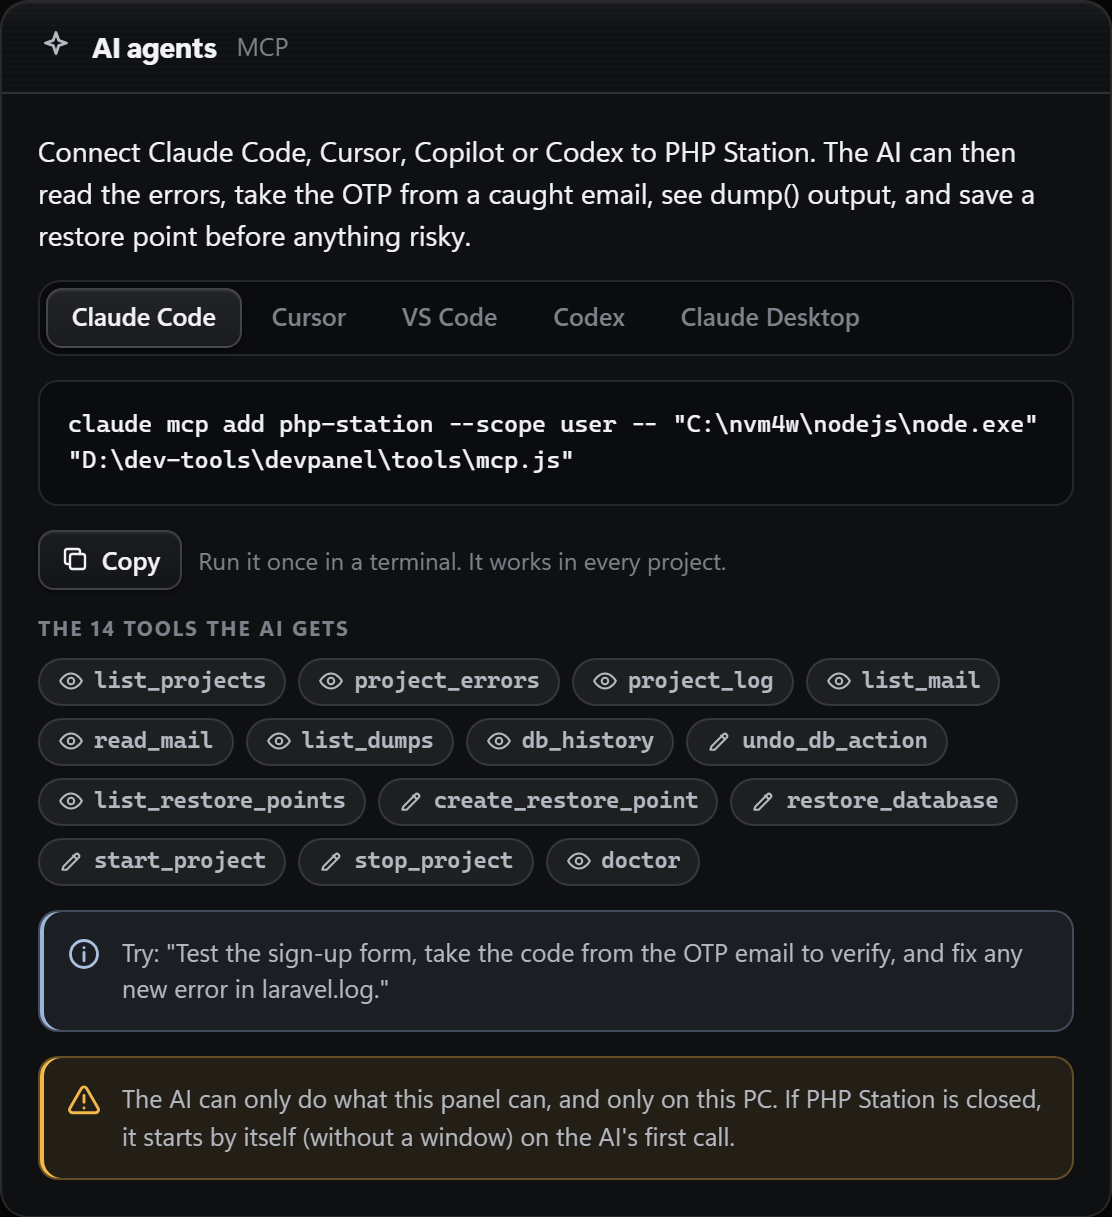 AI agents MCP
Connect Claude Code, Cursor, Copilot or Codex to PHP Station. The AI can then
read the errors, take the OTP from a caught email, see dump() output, and save a
restore point before anything risky.
Claude Code Cursor VS Code Codex Claude Desktop
claude mcp add php-station --scope user -- "C:\nvm4w\nodejs\node.exe"
"D:\dev-tools\devpanel\tools\mcp.js"
Copy Run it once in a terminal. It works in every project.
THE 14 TOOLS THE AI GETS
list_projects project_errors project_log list_mail
read_mail list_dumps db_history undo_db_action
list_restore_points create_restore_point restore_database
start_project stop_project doctor
Try: "Test the sign-up form, take the code from the OTP email to verify, and fix any
new error in laravel.log."
The AI can only do what this panel can, and only on this PC. If PHP Station is closed,
it starts by itself (without a window) on the AI's first call.